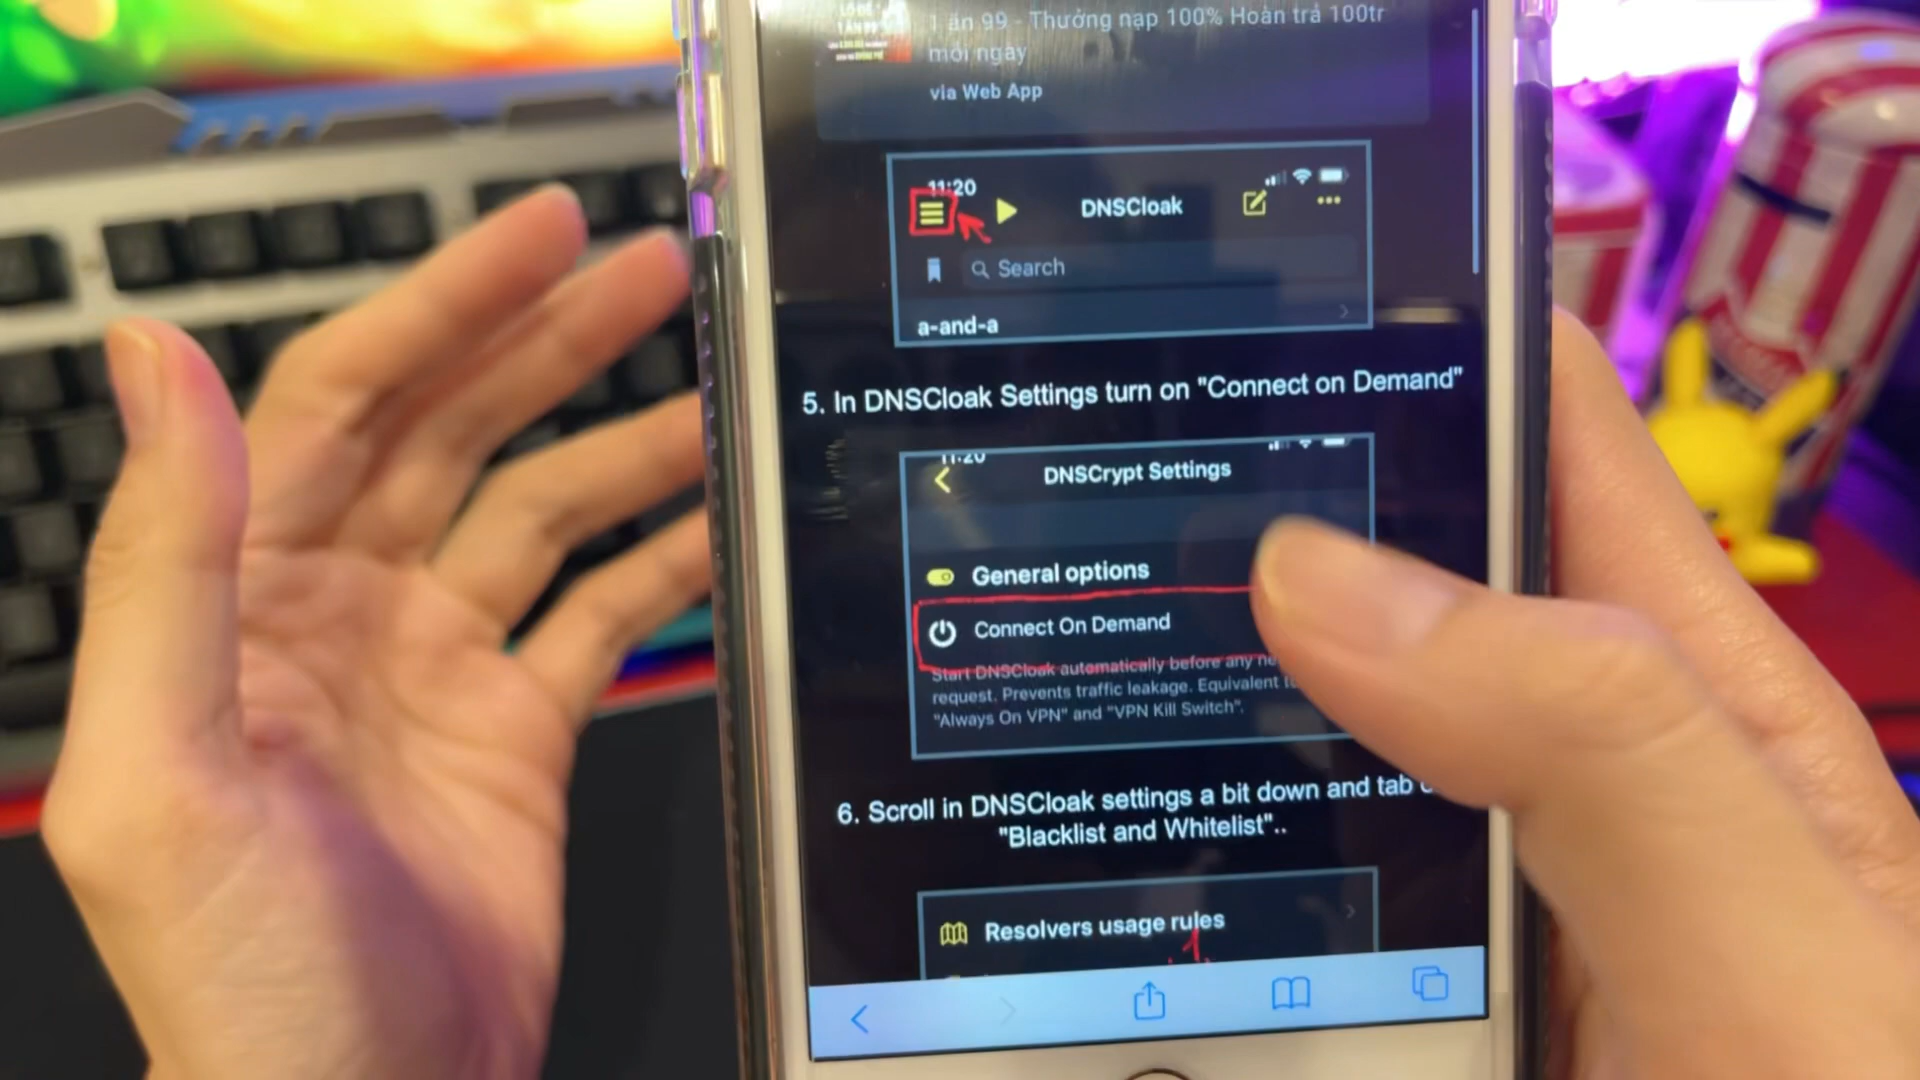 1 ăn 99 - Thưởng nạp 100% Hoàn trả 100tr
mỗi ngày
via Web App
11:20
DNSCloak
Search
a-and-a
5. In DNSCloak Settings turn on "Connect on Demand"
11:20
DNSCrypt Settings
General options
Connect On Demand
Start DNSCloak automatically before any
request. Prevents traffic leakage. Equivalent
"Always On VPN" and "VPN Kill Switch".
6. Scroll in DNSCloak settings a bit down and tab
"Blacklist and Whitelist"..
Resolvers usage rules
1.